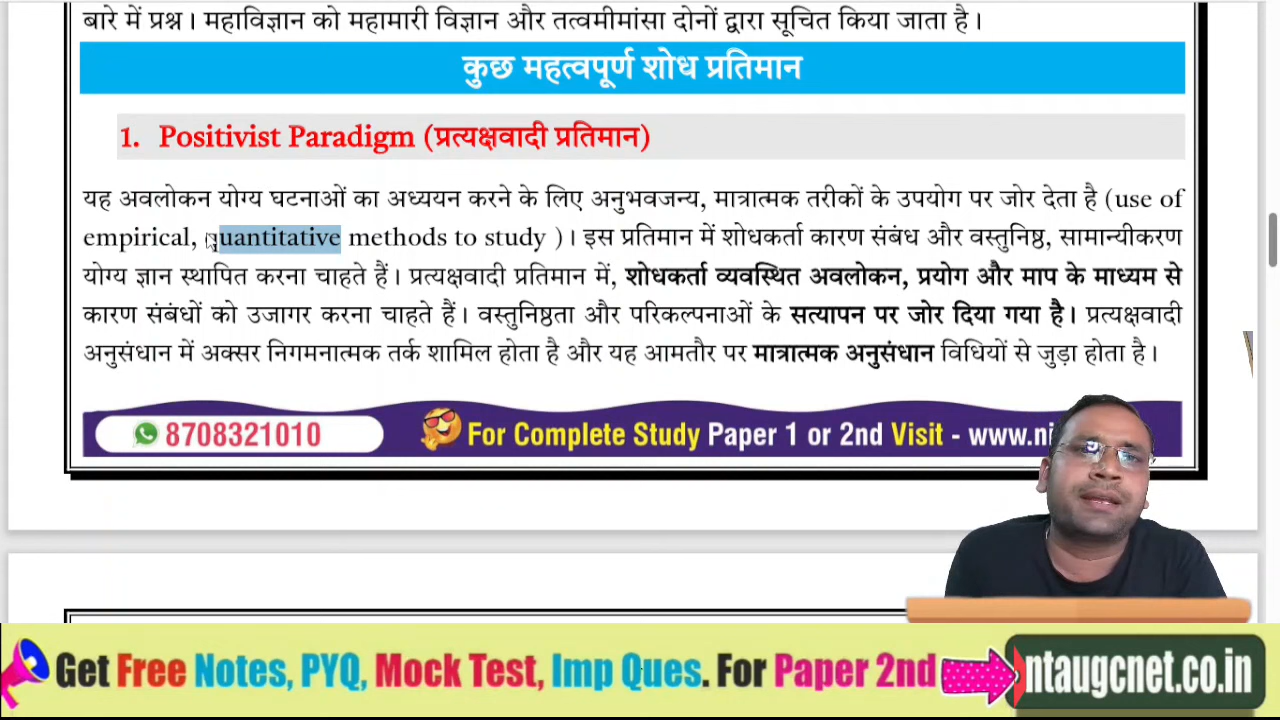 बारे में प्रश्न। महाविज्ञान को महामारी विज्ञान और तत्वमीमांसा दोनों द्वारा सूचित किया जाता है।
कुछ महत्वपूर्ण शोध प्रतिमान
1. Positivist Paradigm (प्रत्यक्षवादी प्रतिमान)
यह अवलोकन योग्य घटनाओं का अध्ययन करने के लिए अनुभवजन्य, मात्रात्मक तरीकों के उपयोग पर जोर देता है (use of
empirical, quantitative methods to study )। इस प्रतिमान में शोधकर्ता कारण संबंध और वस्तुनिष्ठ, सामान्यीकरण
योग्य ज्ञान स्थापित करना चाहते हैं। प्रत्यक्षवादी प्रतिमान में, शोधकर्ता व्यवस्थित अवलोकन, प्रयोग और माप के माध्यम से
कारण संबंधों को उजागर करना चाहते हैं। वस्तुनिष्ठता और परिकल्पनाओं के सत्यापन पर जोर दिया गया है। प्रत्यक्षवादी
अनुसंधान में अक्सर निगमनात्मक तर्क शामिल होता है और यह आमतौर पर मात्रात्मक अनुसंधान विधियों से जुड़ा होता है।
8708321010 For Complete Study Paper 1 or 2nd Visit - www.ni
Get Free Notes, PYQ, Mock Test, Imp Ques. For Paper 2nd ntaugcnet.co.in